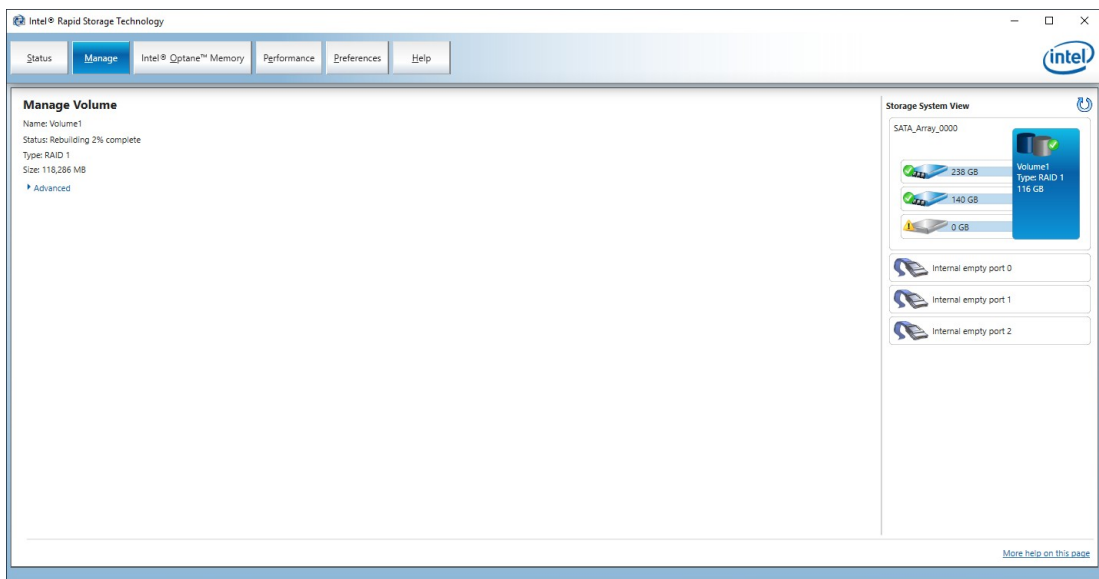 Intel® Rapid Storage Technology
Status
Manage
Intel® Optane™ Memory
Performance
Preferences
Help
intel
Manage Volume
Name: Volume1
Status: Rebuilding 2% complete
Type: RAID 1
Size: 118,286 MB
Advanced
Storage System View
SATA_Array_0000
238 GB
140 GB
0 GB
Volume1
Type: RAID 1
116 GB
Internal empty port 0
Internal empty port 1
Internal empty port 2
More help on this page